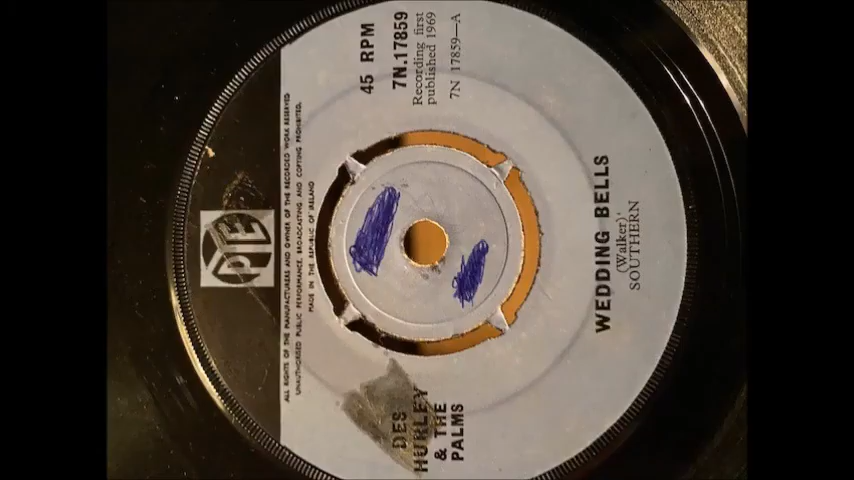 PYE
ALL RIGHTS OF THE MANUFACTURERS AND OWNER OF THE RECORDED WORK RESERVED
UNAUTHORISED PUBLIC PERFORMANCE, BROADCASTING AND COPYING PROHIBITED.
MADE IN THE REPUBLIC OF IRELAND
45 RPM
7N.17859
Recording first
published 1969
7N 17859—A
DES
HURLEY
& THE
PALMS
WEDDING BELLS
(Walker)
SOUTHERN